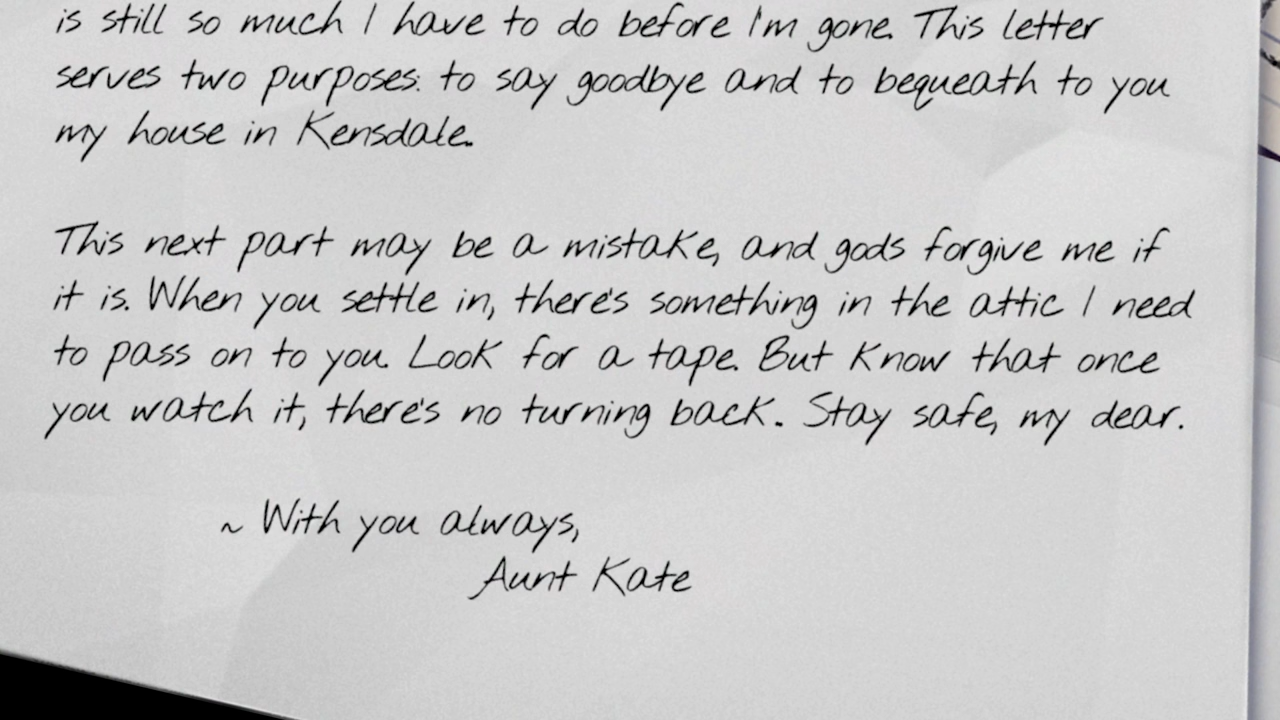 is still so much I have to do before I'm gone. This letter
serves two purposes: to say goodbye and to bequeath to you
my house in Kensdale.
This next part may be a mistake, and gods forgive me if
it is. When you settle in, there's something in the attic I need
to pass on to you. Look for a tape. But know that once
you watch it, there's no turning back. Stay safe, my dear.
~ With you always,
Aunt Kate